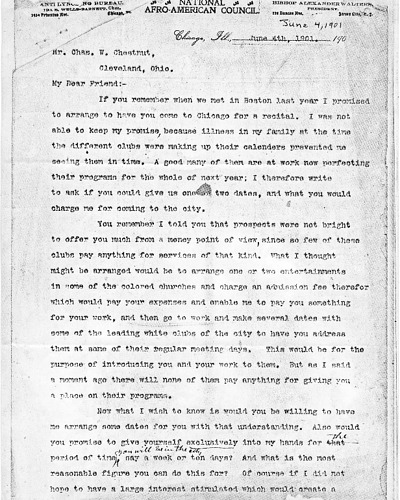 ANTI LYNCHING BUREAU.
NATIONAL
AFRO-AMERICAN COUNCIL
BISHOP ALEXANDER WALTERS,
PRESIDENT,
Jersey City, N. J.
June 4, 1901
Chicago, Ill., June 4th, 1901. 190
Mr. Chas. W. Chestnut,
Cleveland, Ohio.
My Dear Friend:-
If you remember when we met in Boston last year I promised
to arrange to have you come to Chicago for a recital. I was not
able to keep my promise, because illness in my family at the time
the different clubs were making up their calenders prevented me
seeing them in time. A good many of them are at work now perfecting
their programs for the whole of next year; I therefore write
to ask if you could give us one or two dates, and what you would
charge me for coming to the city.
You remember I told you that prospects were not bright
to offer you much from a money point of view, since so few of these
clubs pay anything for services of that kind. What I thought
might be arranged would be to arrange one or two entertainments
in some of the colored churches and charge an admission fee therefor
which would pay your expenses and enable me to pay you something
for your work, and then go to work and make several dates with
some of the leading white clubs of the city to have you address
them at some of their regular meeting days. This would be for the
purpose of introducing you and your work to them. But as I said
a moment ago there will none of them pay anything for giving you
a place on their programs.
Now what I wish to know is would you be willing to have
me arrange some dates for you with that understanding. Also would
you promise to give yourself exclusively into my hands for that the
period of time, you will be in the city say a week or ten days? And what is the most
reasonable figure you can do this for? Of course if I did not
hope to have a large interest stimulated which would create a